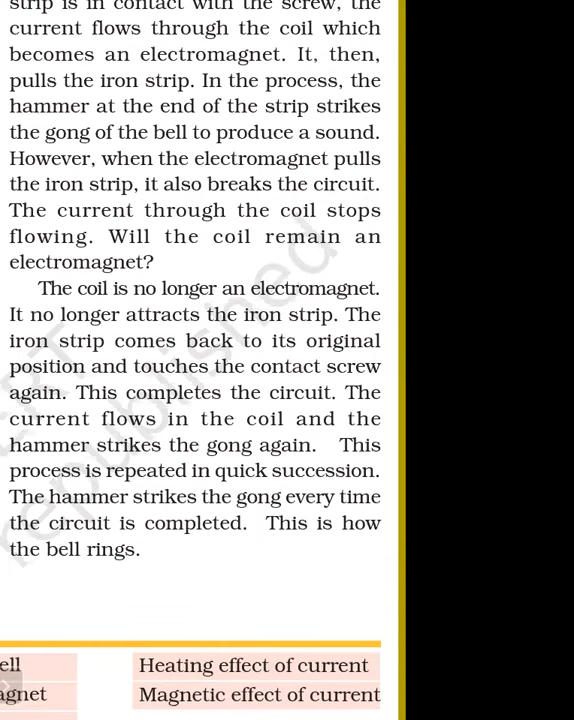 strip is in contact with the screw, the
current flows through the coil which
becomes an electromagnet. It, then,
pulls the iron strip. In the process, the
hammer at the end of the strip strikes
the gong of the bell to produce a sound.
However, when the electromagnet pulls
the iron strip, it also breaks the circuit.
The current through the coil stops
flowing. Will the coil remain an
electromagnet?
The coil is no longer an electromagnet.
It no longer attracts the iron strip. The
iron strip comes back to its original
position and touches the contact screw
again. This completes the circuit. The
current flows in the coil and the
hammer strikes the gong again. This
process is repeated in quick succession.
The hammer strikes the gong every time
the circuit is completed. This is how
the bell rings.
ell
Heating effect of current
agnet
Magnetic effect of current
ERT
republished